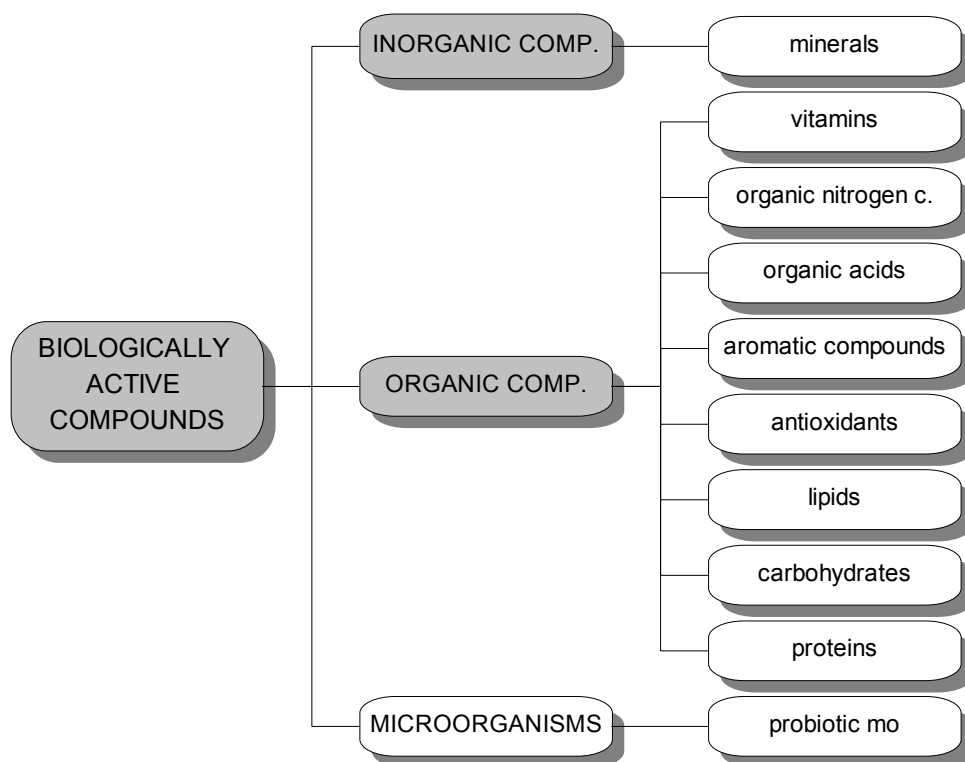 INORGANIC COMP.
minerals
vitamins
organic nitrogen c.
organic acids
aromatic compounds
BIOLOGICALLY
ACTIVE
COMPOUNDS
ORGANIC COMP.
antioxidants
lipids
carbohydrates
proteins
MICROORGANISMS
probiotic mo